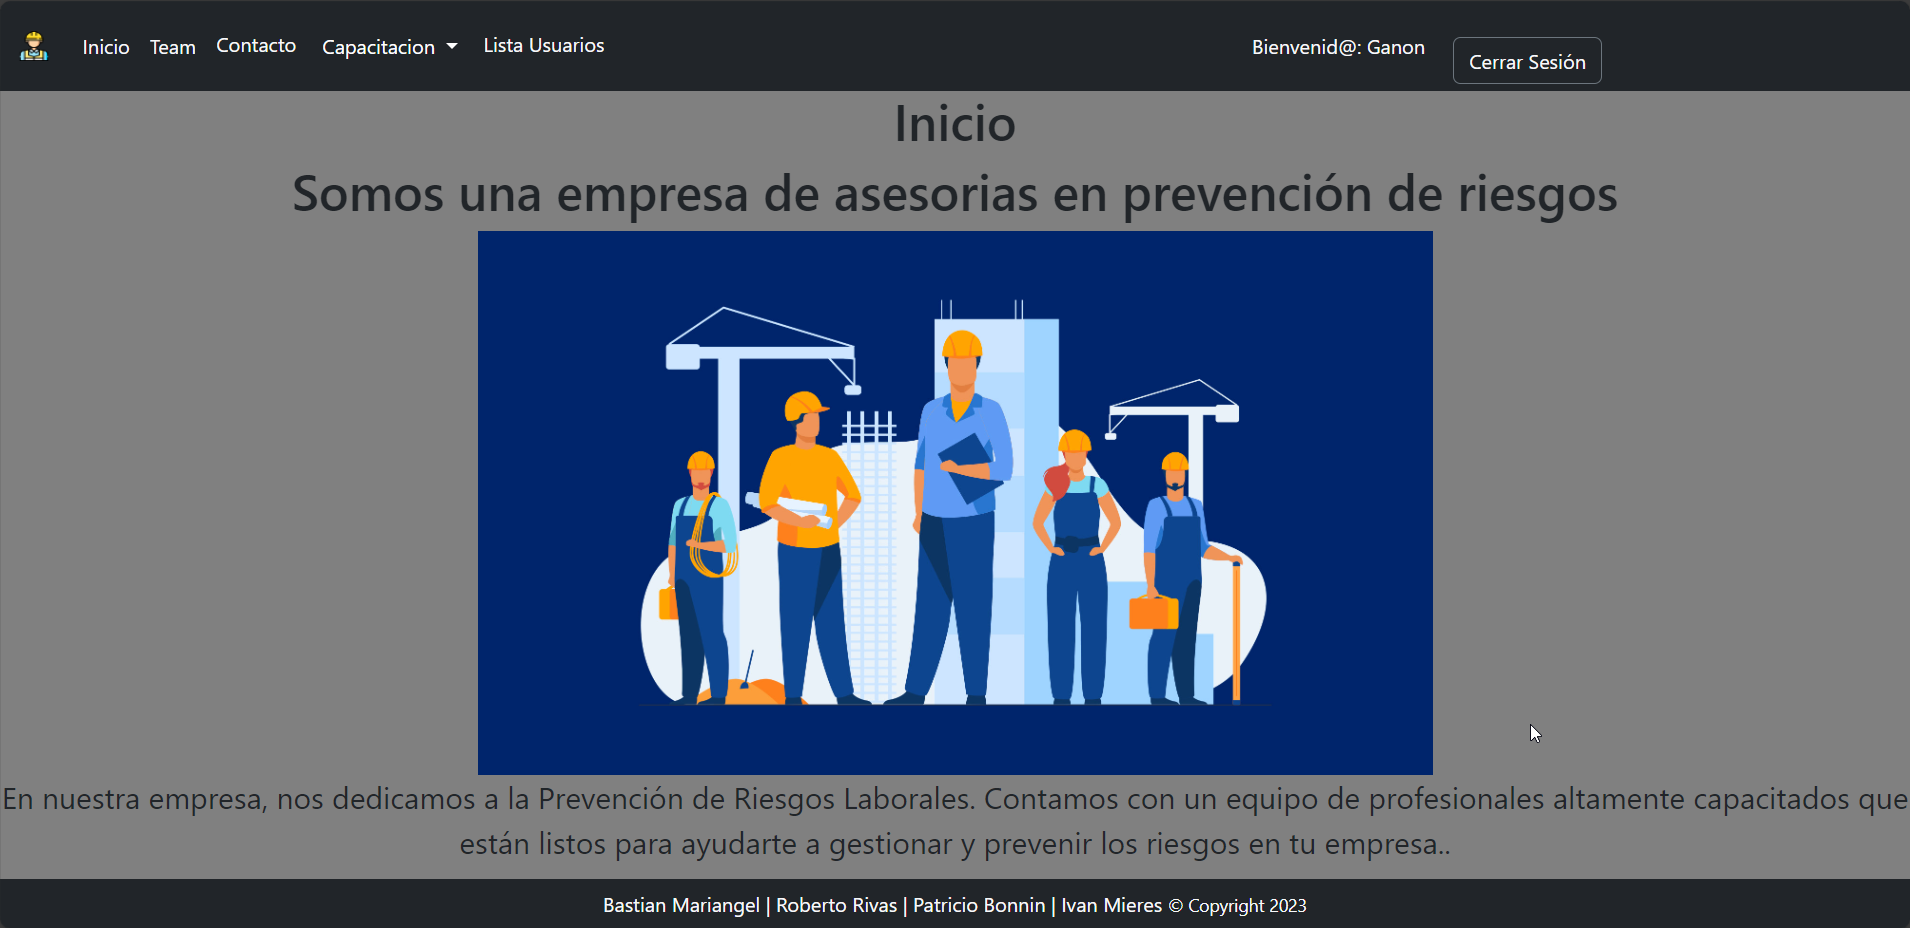 Inicio Team Contacto Capacitacion Lista Usuarios Bienvenid@: Ganon Cerrar Sesión
Inicio
Somos una empresa de asesorias en prevención de riesgos
En nuestra empresa, nos dedicamos a la Prevención de Riesgos Laborales. Contamos con un equipo de profesionales altamente capacitados que
están listos para ayudarte a gestionar y prevenir los riesgos en tu empresa..
Bastian Mariangel | Roberto Rivas | Patricio Bonnin | Ivan Mieres © Copyright 2023